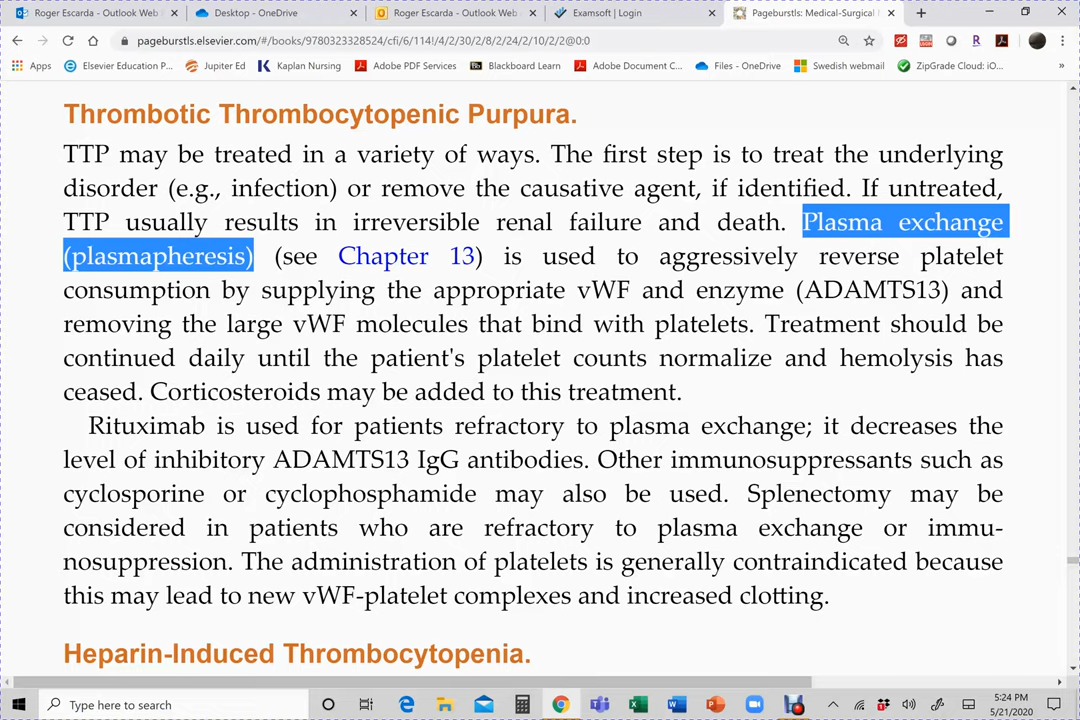 Roger Escarda - Outlook Web
Desktop - OneDrive
Roger Escarda - Outlook Web
Examsoft | Login
Pageburstls: Medical-Surgical
pageburstls.elsevier.com/#/books/9780323328524/cfi/6/114!/4/2/30/2/8/2/24/2/10/2/2@0:0
Apps
Elsevier Education P...
Jupiter Ed
Kaplan Nursing
Adobe PDF Services
Blackboard Learn
Adobe Document C...
Files - OneDrive
Swedish webmail
ZipGrade Cloud: iO...
Thrombotic Thrombocytopenic Purpura.
TTP may be treated in a variety of ways. The first step is to treat the underlying
disorder (e.g., infection) or remove the causative agent, if identified. If untreated,
TTP usually results in irreversible renal failure and death. Plasma exchange
(plasmapheresis) (see Chapter 13) is used to aggressively reverse platelet
consumption by supplying the appropriate vWF and enzyme (ADAMTS13) and
removing the large vWF molecules that bind with platelets. Treatment should be
continued daily until the patient's platelet counts normalize and hemolysis has
ceased. Corticosteroids may be added to this treatment.
Rituximab is used for patients refractory to plasma exchange; it decreases the
level of inhibitory ADAMTS13 IgG antibodies. Other immunosuppressants such as
cyclosporine or cyclophosphamide may also be used. Splenectomy may be
considered in patients who are refractory to plasma exchange or immu-
nosuppression. The administration of platelets is generally contraindicated because
this may lead to new vWF-platelet complexes and increased clotting.
Heparin-Induced Thrombocytopenia.
Type here to search
5:24 PM
5/21/2020